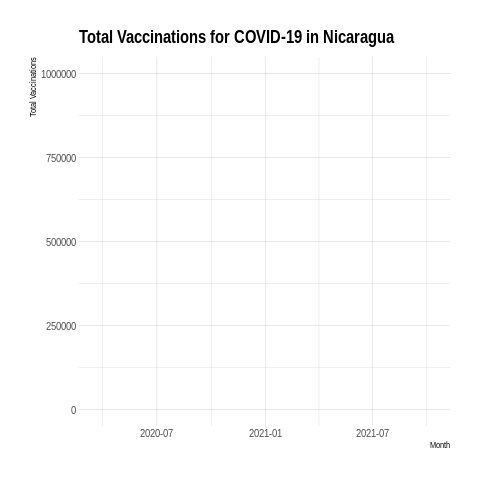 Total Vaccinations for COVID-19 in Nicaragua
Total Vaccinations
1000000
750000
500000
250000
0
2020-07 2021-01 2021-07
Month